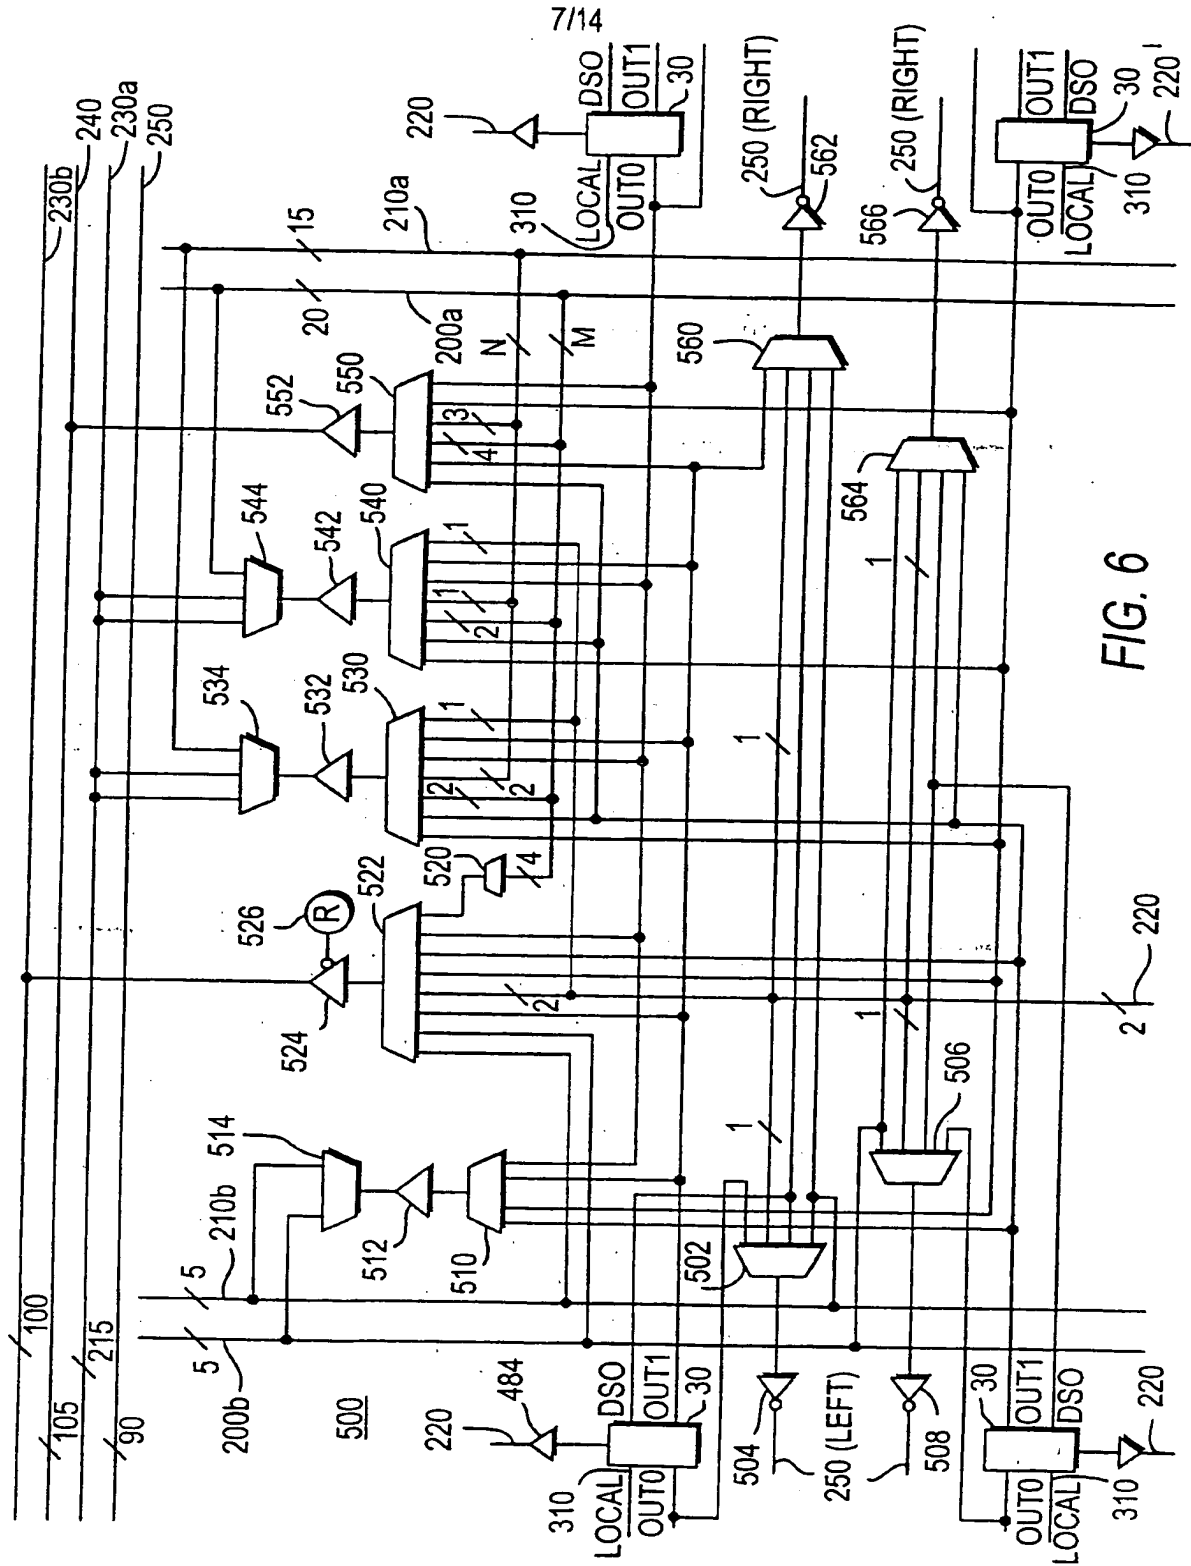 7/14
230b
240
230a
250
100
105
215
90
15
20
210a
200a
N
M
5
5
210b
200b
500
514
512
510
526
R
524
522
520
4
2
534
532
530
2
2
1
544
542
540
2
1
1
552
550
4
3
220
DSO
OUT1
LOCAL
OUT0
30
310
220
484
DSO
OUT1
LOCAL
OUT0
30
310
502
504
250 (LEFT)
508
506
1
1
1
1
560
562
250 (RIGHT)
564
566
250 (RIGHT)
30
OUT1
DSO
OUT0
LOCAL
310
220
2
220
OUT1
DSO
30
OUT0
LOCAL
310
220
FIG. 6